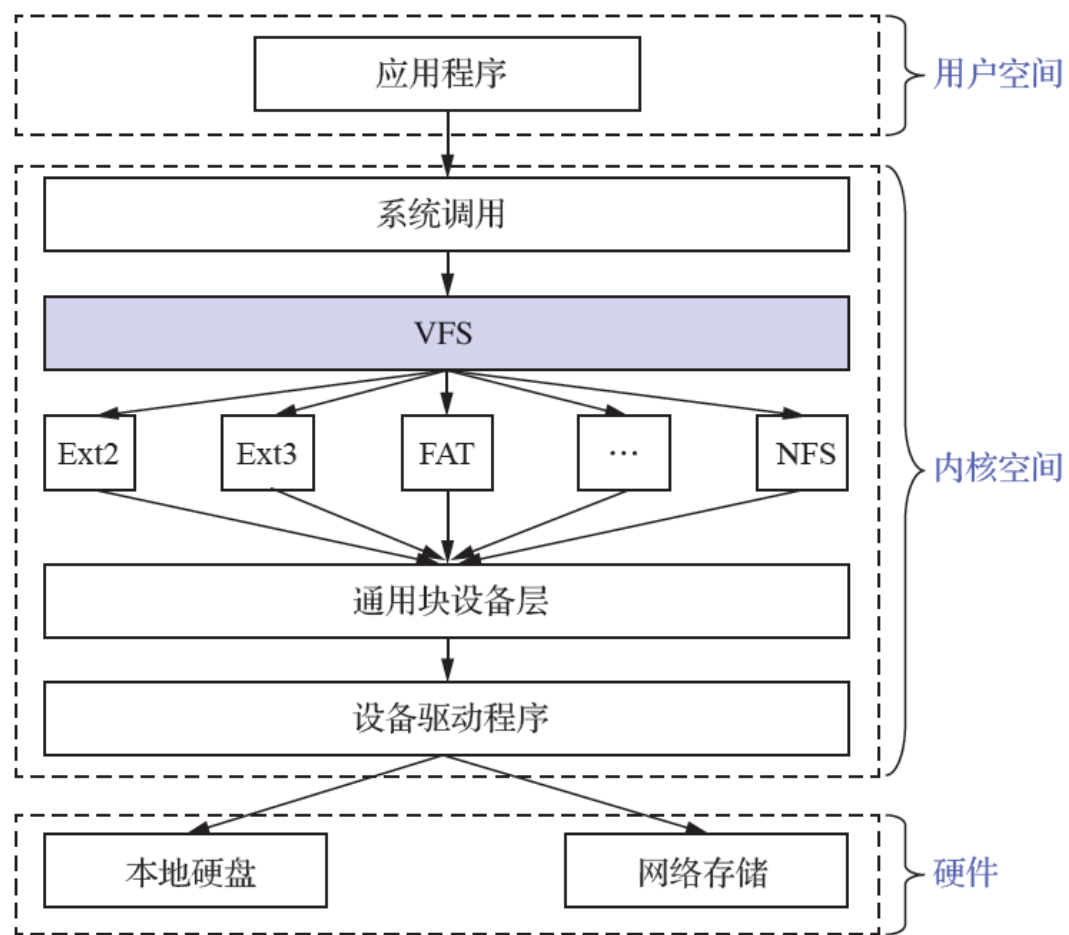 应用程序
用户空间
系统调用
VFS
Ext2
Ext3
FAT
…
NFS
内核空间
通用块设备层
设备驱动程序
本地硬盘
网络存储
硬件